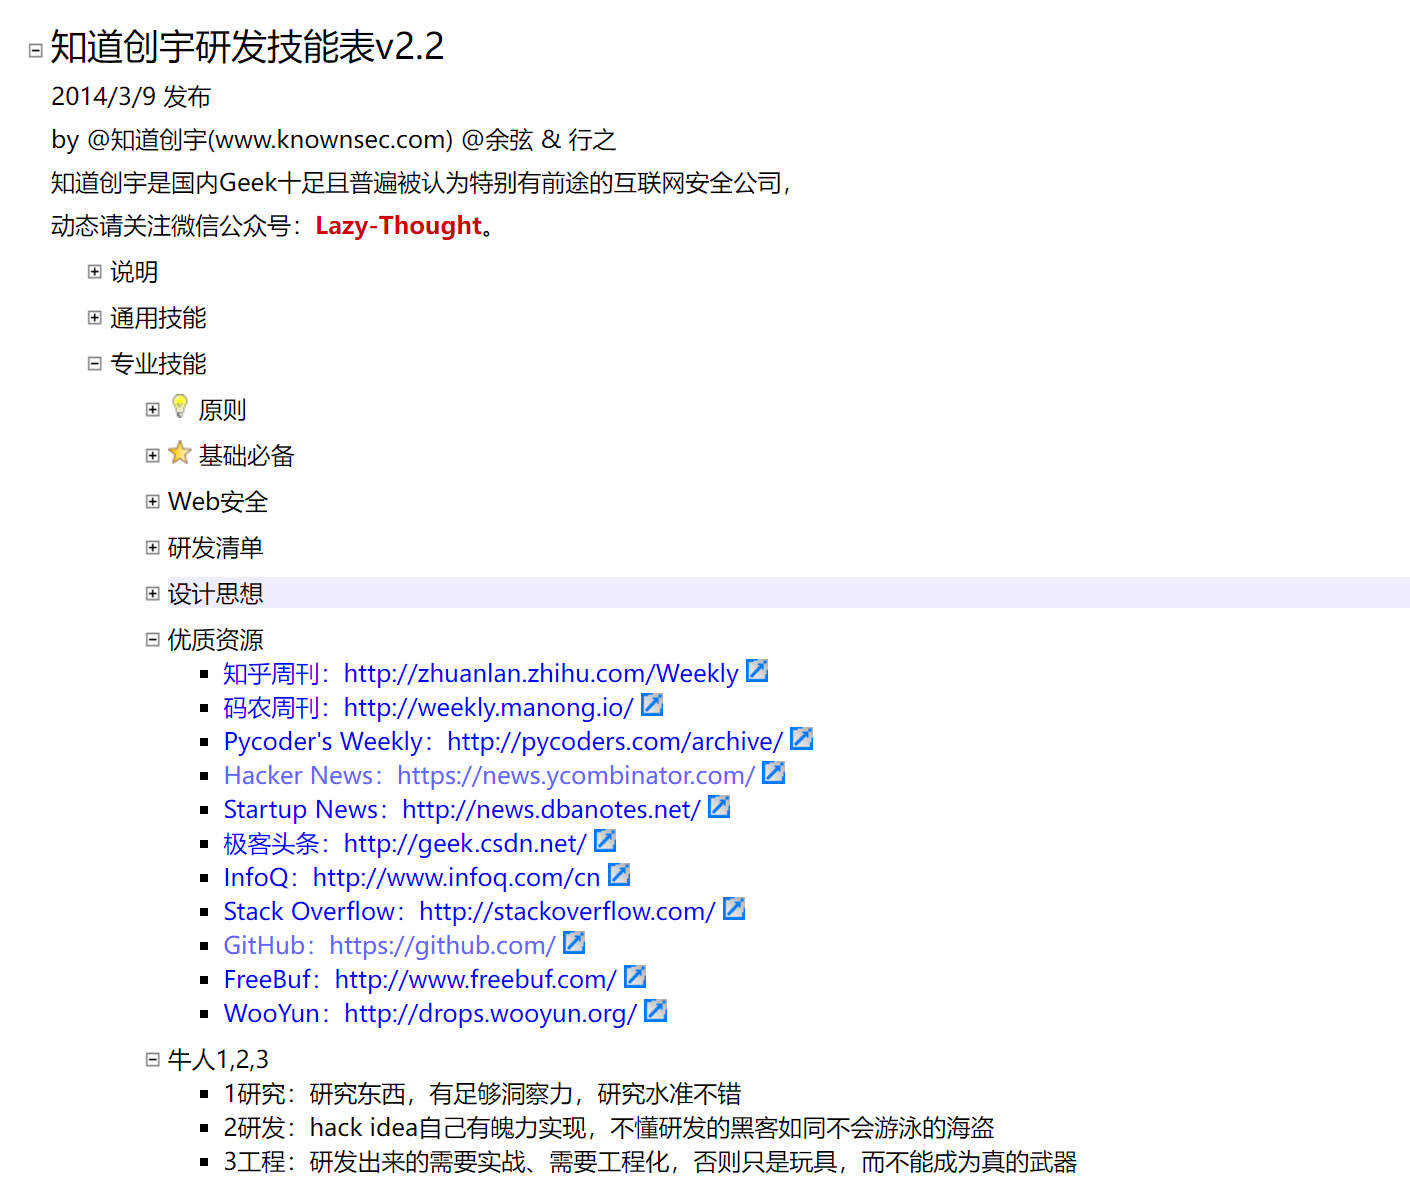 知道创宇研发技能表v2.2
2014/3/9 发布
by @知道创宇(www.knownsec.com) @余弦 & 行之
知道创宇是国内Geek十足且普遍被认为特别有前途的互联网安全公司，
动态请关注微信公众号：Lazy-Thought。
说明
通用技能
专业技能
原则
基础必备
Web安全
研发清单
设计思想
优质资源
知乎周刊：http://zhuanlan.zhihu.com/Weekly
码农周刊：http://weekly.manong.io/
Pycoder's Weekly：http://pycoders.com/archive/
Hacker News：https://news.ycombinator.com/
Startup News：http://news.dbanotes.net/
极客头条：http://geek.csdn.net/
InfoQ：http://www.infoq.com/cn
Stack Overflow：http://stackoverflow.com/
GitHub：https://github.com/
FreeBuf：http://www.freebuf.com/
WooYun：http://drops.wooyun.org/
牛人1,2,3
1研究：研究东西，有足够洞察力，研究水准不错
2研发：hack idea自己有魄力实现，不懂研发的黑客如同不会游泳的海盗
3工程：研发出来的需要实战、需要工程化，否则只是玩具，而不能成为真的武器